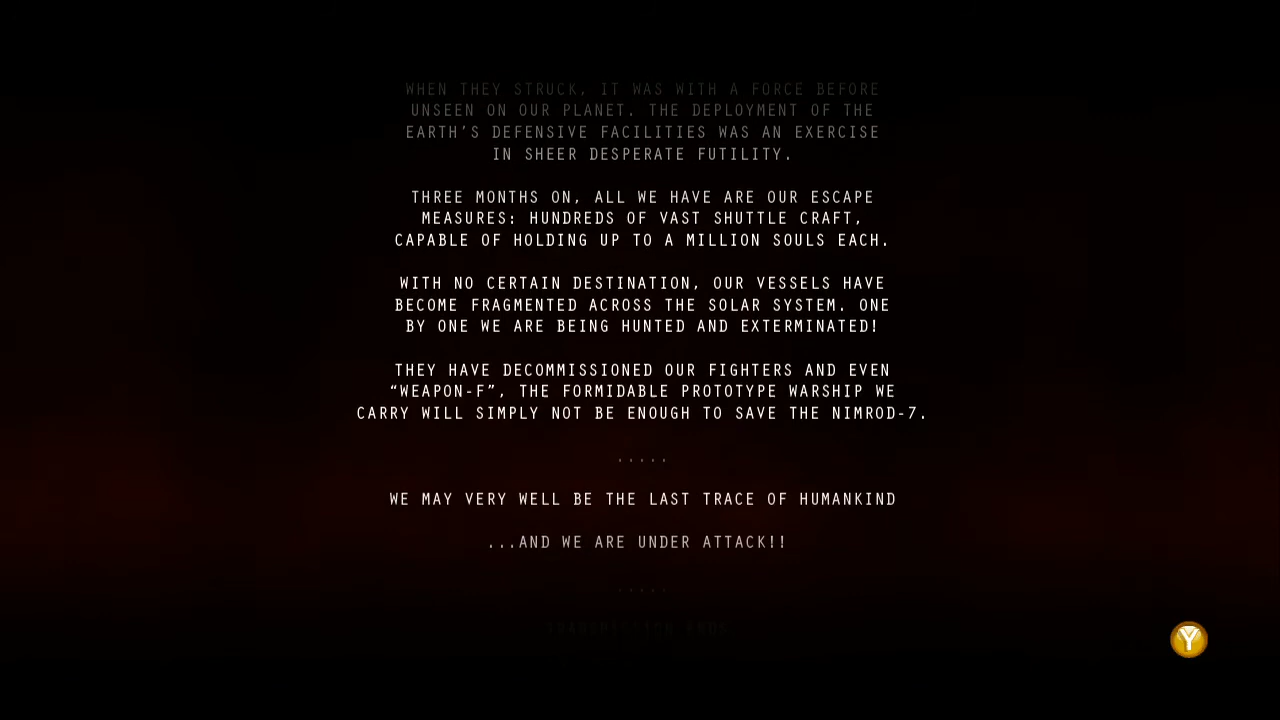 WHEN THEY STRUCK, IT WAS WITH A FORCE BEFORE
UNSEEN ON OUR PLANET. THE DEPLOYMENT OF THE
EARTH'S DEFENSIVE FACILITIES WAS AN EXERCISE
IN SHEER DESPERATE FUTILITY.
THREE MONTHS ON, ALL WE HAVE ARE OUR ESCAPE
MEASURES: HUNDREDS OF VAST SHUTTLE CRAFT,
CAPABLE OF HOLDING UP TO A MILLION SOULS EACH.
WITH NO CERTAIN DESTINATION, OUR VESSELS HAVE
BECOME FRAGMENTED ACROSS THE SOLAR SYSTEM. ONE
BY ONE WE ARE BEING HUNTED AND EXTERMINATED!
THEY HAVE DECOMMISSIONED OUR FIGHTERS AND EVEN
“WEAPON-F”, THE FORMIDABLE PROTOTYPE WARSHIP WE
CARRY WILL SIMPLY NOT BE ENOUGH TO SAVE THE NIMROD-7.
.....
WE MAY VERY WELL BE THE LAST TRACE OF HUMANKIND
...AND WE ARE UNDER ATTACK!!
.....
TRANSMISSION ENDS
Y